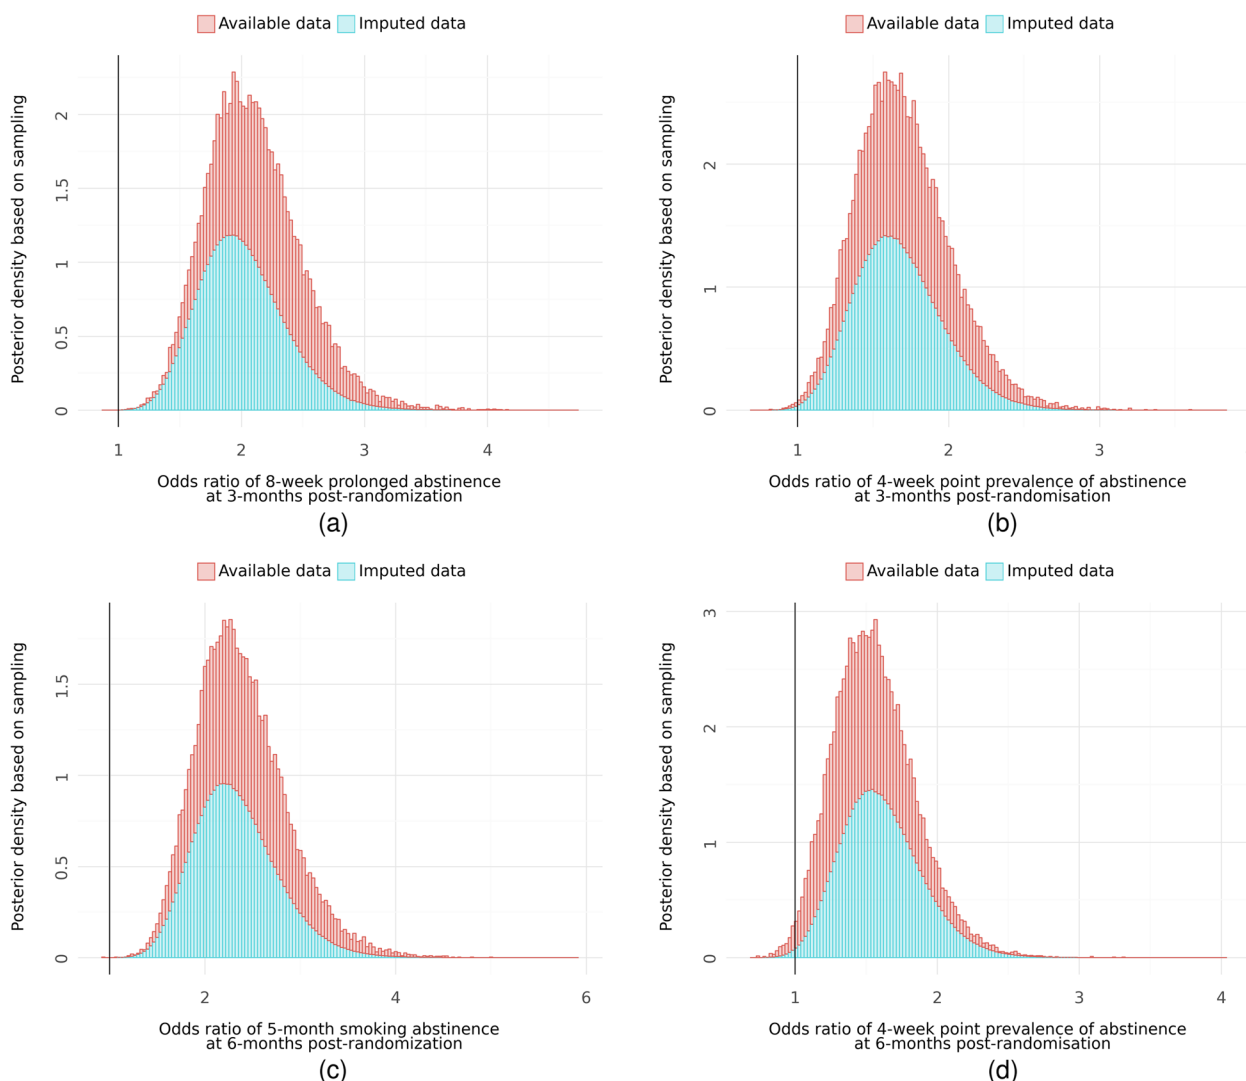 Available data Imputed data
Posterior density based on sampling
0 0.5 1 1.5 2
1 2 3 4
Odds ratio of 8-week prolonged abstinence
at 3-months post-randomization
(a)
Available data Imputed data
Posterior density based on sampling
0 1 2
1 2 3
Odds ratio of 4-week point prevalence of abstinence
at 3-months post-randomisation
(b)
Available data Imputed data
Posterior density based on sampling
0 0.5 1 1.5
2 4 6
Odds ratio of 5-month smoking abstinence
at 6-months post-randomization
(c)
Available data Imputed data
Posterior density based on sampling
0 1 2 3
1 2 3 4
Odds ratio of 4-week point prevalence of abstinence
at 6-months post-randomisation
(d)